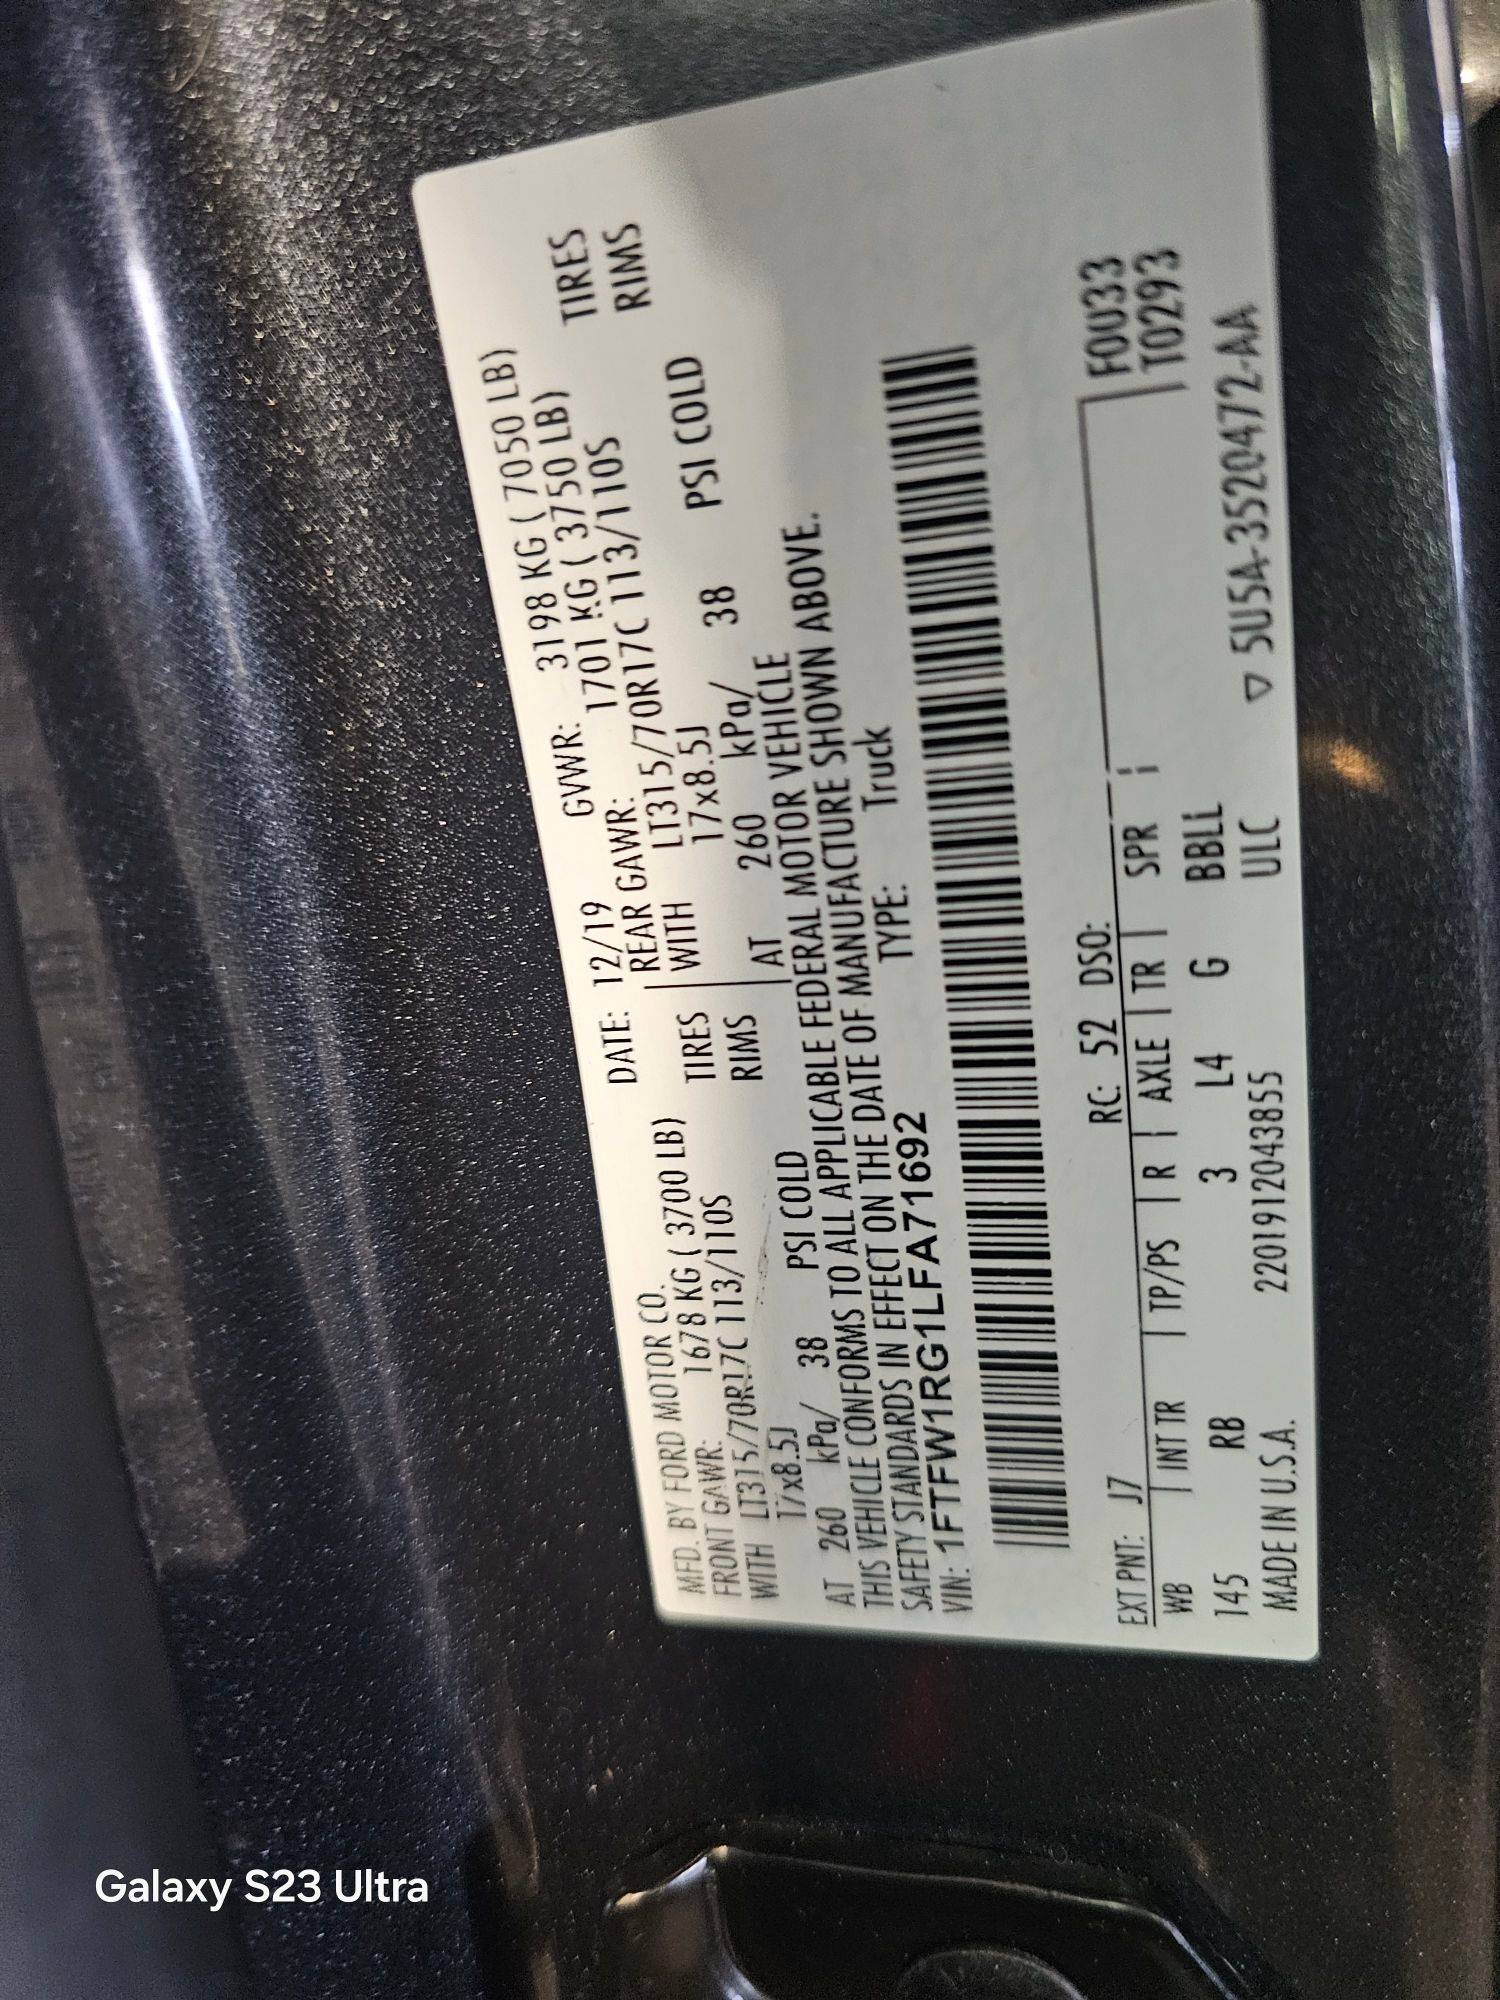 MFD. BY FORD MOTOR CO.
DATE: 12/19 GVWR: 3198 KG ( 7050 LB)
FRONT GAWR: 1678 KG ( 3700 LB) REAR GAWR: 1701 KG ( 3750 LB)
WITH LT315/70R17C 113/110S TIRES WITH LT315/70R17C 113/110S TIRES
17x8.5J RIMS 17x8.5J RIMS
AT 260 kPa/ 38 PSI COLD AT 260 kPa/ 38 PSI COLD
THIS VEHICLE CONFORMS TO ALL APPLICABLE FEDERAL MOTOR VEHICLE
SAFETY STANDARDS IN EFFECT ON THE DATE OF MANUFACTURE SHOWN ABOVE.
VIN: 1FTFW1RG1LFA71692 TYPE: Truck
F0U33
EXT PNT: J7 RC: 52 DSO: T0293
WB INT TR TP/PS R AXLE TR SPR
145 RB 3 L4 G BBLL
MADE IN U.S.A. 2201912043855 ULC
▽ 5U5A-3520472-AA
Galaxy S23 Ultra